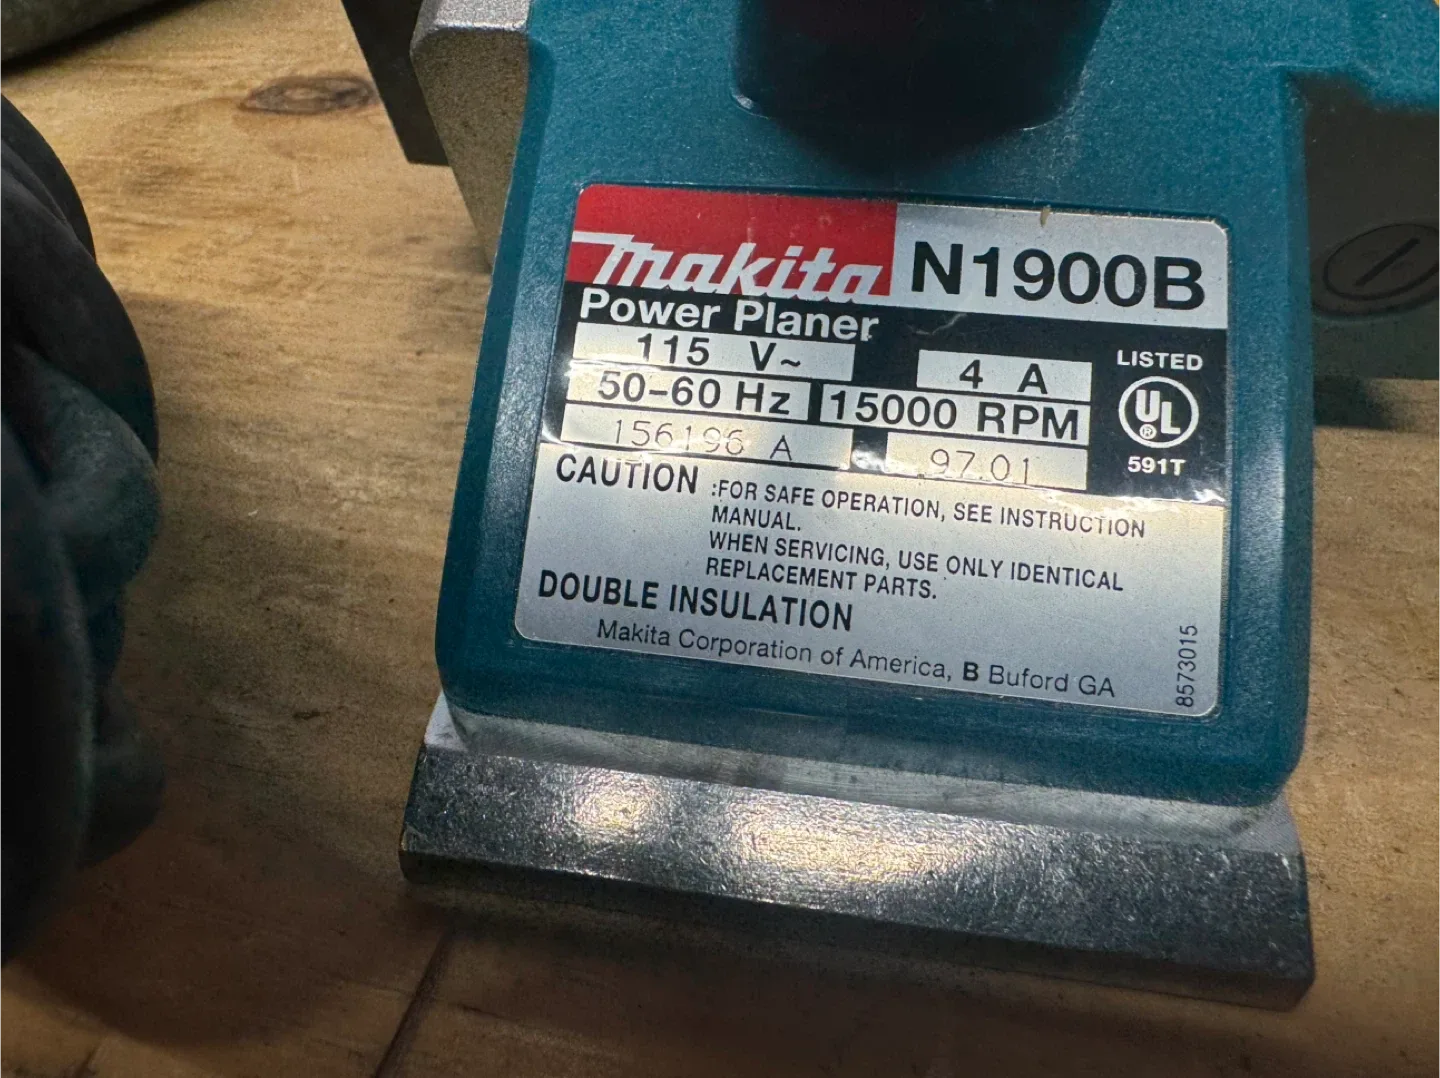 makita N1900B
Power Planer
115 V~ 4 A
50-60 Hz 15000 RPM
156196 A 97.01
LISTED
UL
®
591T
CAUTION :FOR SAFE OPERATION, SEE INSTRUCTION
MANUAL.
WHEN SERVICING, USE ONLY IDENTICAL
REPLACEMENT PARTS.
DOUBLE INSULATION
Makita Corporation of America, B Buford GA
8573015